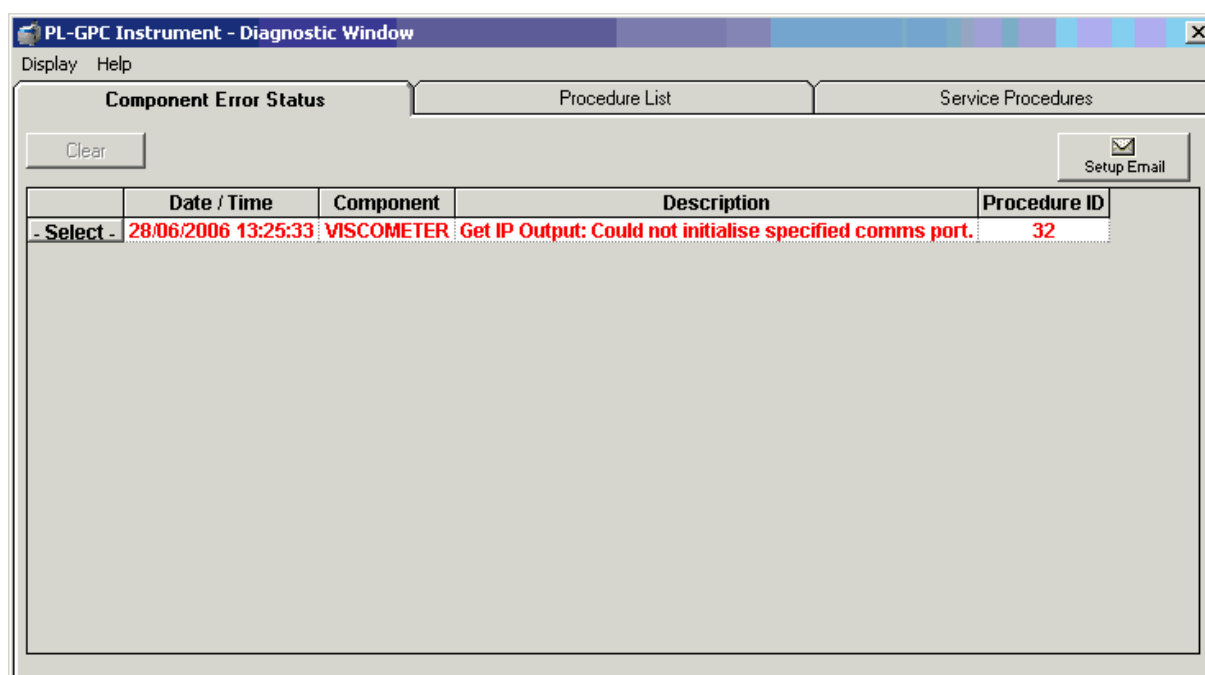 PL-GPC Instrument - Diagnostic Window
Display Help
Component Error Status Procedure List Service Procedures
Clear
Setup Email
Date / Time Component Description Procedure ID
- Select - 28/06/2006 13:25:33 VISCOMETER Get IP Output: Could not initialise specified comms port. 32